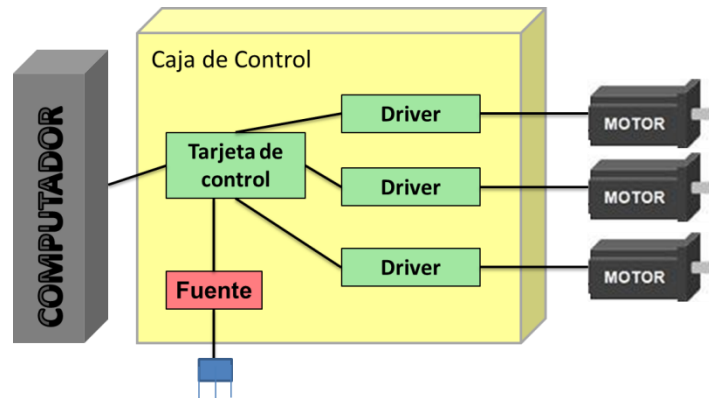 COMPUTADOR
Caja de Control
Tarjeta de
control
Fuente
Driver
Driver
Driver
MOTOR
MOTOR
MOTOR